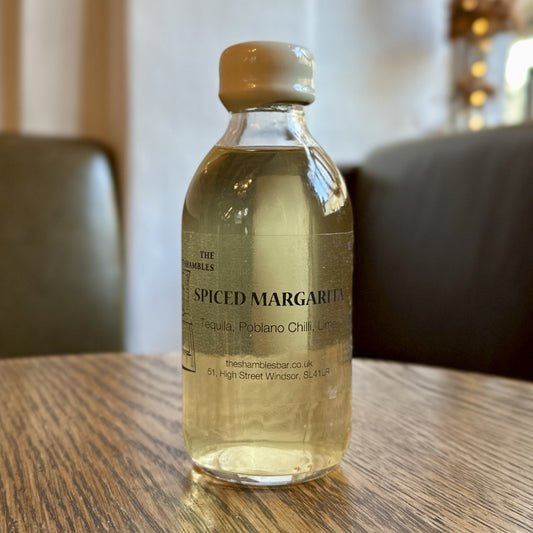 THE
SHAMBLES
SPICED MARGARITA
Tequila, Poblano Chilli, Lime
theshamblesbar.co.uk
51, High Street Windsor, SL41LR